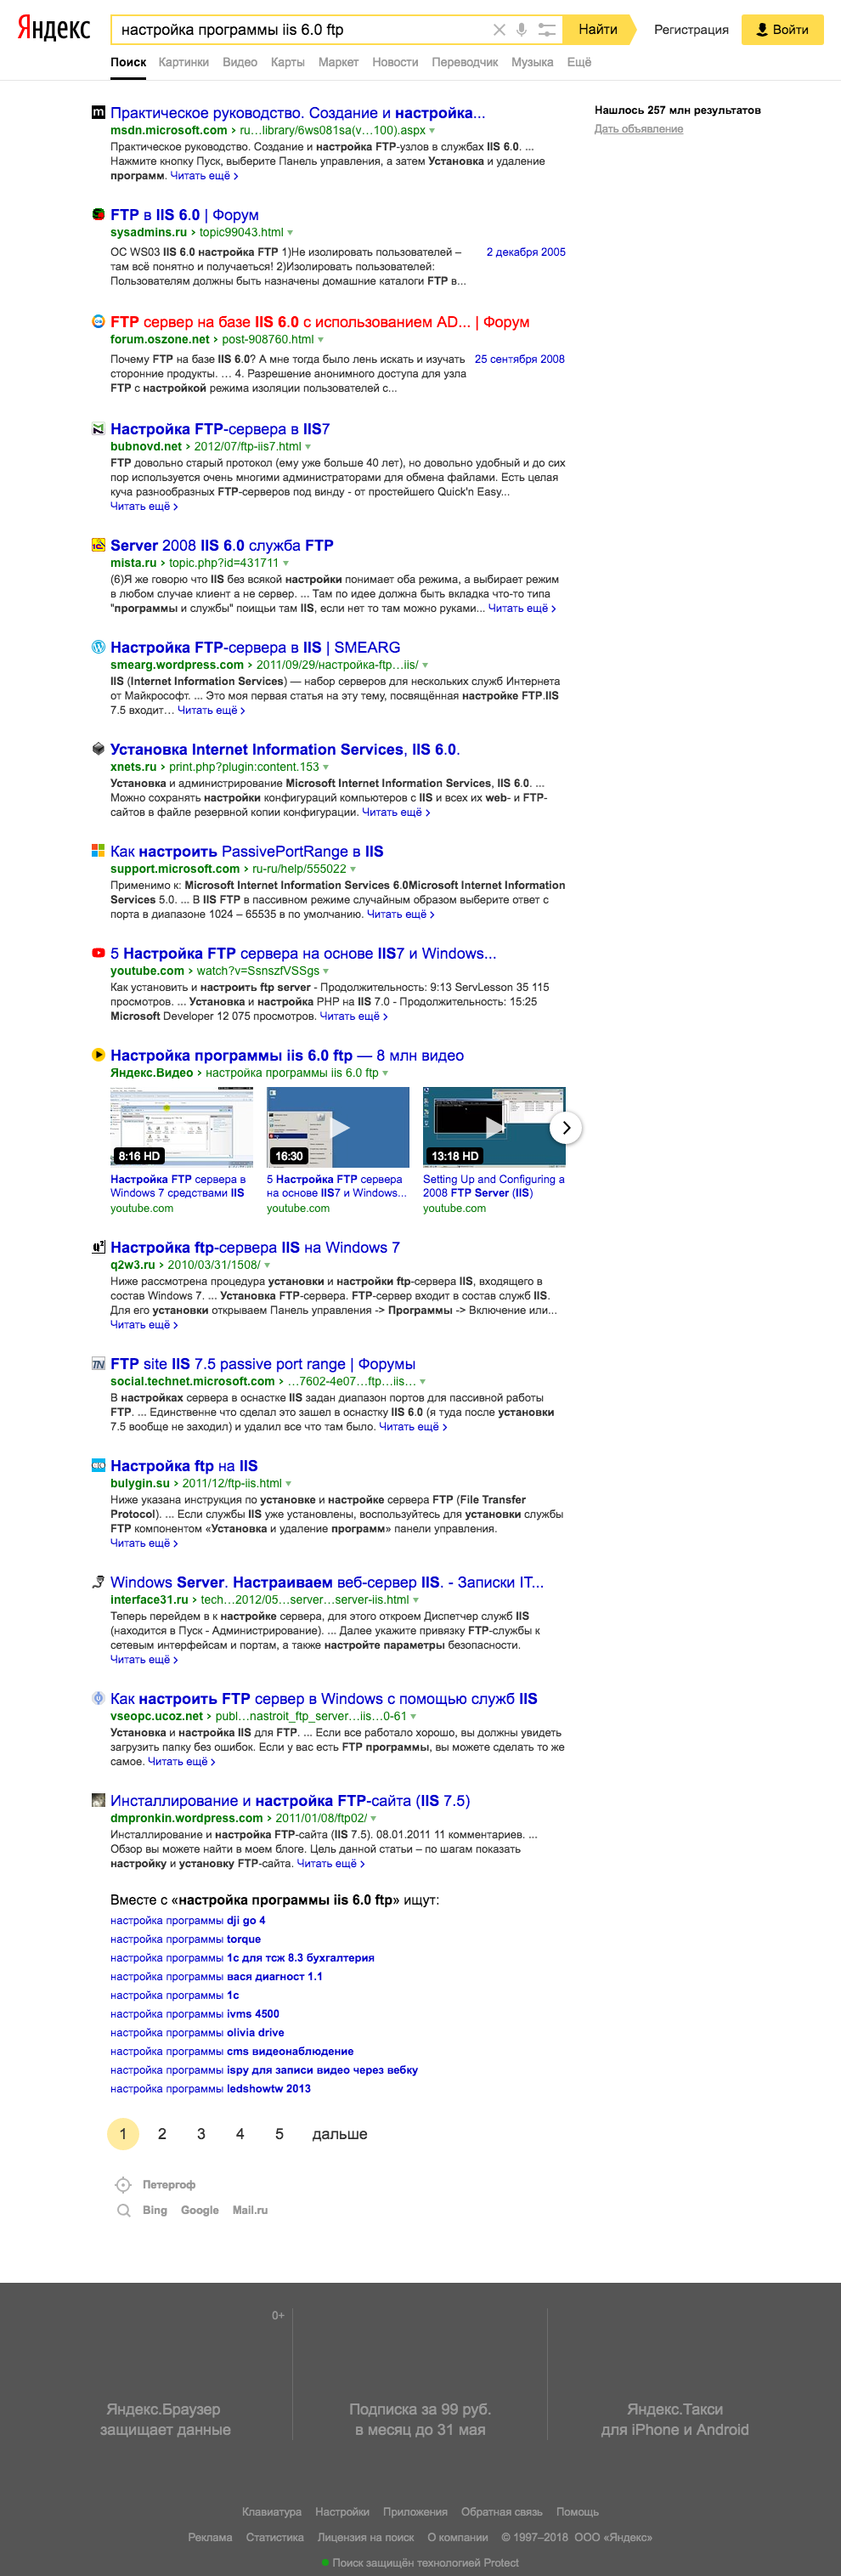 Яндекс
настройка программы iis 6.0 ftp
Найти
Регистрация
Войти
Поиск Картинки Видео Карты Маркет Новости Переводчик Музыка Ещё
Нашлось 257 млн результатов
Дать объявление
Практическое руководство. Создание и настройка...
msdn.microsoft.com › ru…library/6ws081sa(v…100).aspx
Практическое руководство. Создание и настройка FTP-узлов в службах IIS 6.0. ...
Нажмите кнопку Пуск, выберите Панель управления, а затем Установка и удаление
программ. Читать ещё ›
FTP в IIS 6.0 | Форум
sysadmins.ru › topic99043.html
ОС WS03 IIS 6.0 настройка FTP 1)Не изолировать пользователей – 2 декабря 2005
там всё понятно и получаеться! 2)Изолировать пользователей:
Пользователям должны быть назначены домашние каталоги FTP в...
FTP сервер на базе IIS 6.0 с использованием AD... | Форум
forum.oszone.net › post-908760.html
Почему FTP на базе IIS 6.0? А мне тогда было лень искать и изучать 25 сентября 2008
сторонние продукты. ... 4. Разрешение анонимного доступа для узла
FTP с настройкой режима изоляции пользователей с...
Настройка FTP-сервера в IIS7
bubnovd.net › 2012/07/ftp-iis7.html
FTP довольно старый протокол (ему уже больше 40 лет), но довольно удобный и до сих
пор используется очень многими администраторами для обмена файлами. Есть целая
куча разнообразных FTP-серверов под винду - от простейшего Quick'n Easy...
Читать ещё ›
Server 2008 IIS 6.0 служба FTP
mista.ru › topic.php?id=431711
(6)Я же говорю что IIS без всякой настройки понимает оба режима, а выбирает режим
в любом случае клиент а не сервер. ... Там по идее должна быть вкладка что-то типа
"программы и службы" поищьи там IIS, если нет то там можно руками... Читать ещё ›
Настройка FTP-сервера в IIS | SMEARG
smearg.wordpress.com › 2011/09/29/настройка-ftp…iis/
IIS (Internet Information Services) — набор серверов для нескольких служб Интернета
от Майкрософт. ... Это моя первая статья на эту тему, посвящённая настройке FTP.IIS
7.5 входит… Читать ещё ›
Установка Internet Information Services, IIS 6.0.
xnets.ru › print.php?plugin:content.153
Установка и администрирование Microsoft Internet Information Services, IIS 6.0. ...
Можно сохранять настройки конфигураций компьютеров с IIS и всех их web- и FTP-
сайтов в файле резервной копии конфигурации. Читать ещё ›
Как настроить PassivePortRange в IIS
support.microsoft.com › ru-ru/help/555022
Применимо к: Microsoft Internet Information Services 6.0Microsoft Internet Information
Services 5.0. ... В IIS FTP в пассивном режиме случайным образом выберите ответ с
порта в диапазоне 1024 – 65535 в по умолчанию. Читать ещё ›
5 Настройка FTP сервера на основе IIS7 и Windows...
youtube.com › watch?v=SsnszfVSSgs
Как установить и настроить ftp server - Продолжительность: 9:13 ServLesson 35 115
просмотров. ... Установка и настройка PHP на IIS 7.0 - Продолжительность: 15:25
Microsoft Developer 12 075 просмотров. Читать ещё ›
Настройка программы iis 6.0 ftp — 8 млн видео
Яндекс.Видео › настройка программы iis 6.0 ftp
8:16 HD 16:30 13:18 HD
Настройка FTP сервера в
Windows 7 средствами IIS
youtube.com
5 Настройка FTP сервера
на основе IIS7 и Windows...
youtube.com
Setting Up and Configuring a
2008 FTP Server (IIS)
youtube.com
Настройка ftp-сервера IIS на Windows 7
q2w3.ru › 2010/03/31/1508/
Ниже рассмотрена процедура установки и настройки ftp-сервера IIS, входящего в
состав Windows 7. ... Установка FTP-сервера. FTP-сервер входит в состав служб IIS.
Для его установки открываем Панель управления -> Программы -> Включение или...
Читать ещё ›
FTP site IIS 7.5 passive port range | Форумы
social.technet.microsoft.com › …7602-4e07…ftp…iis…
В настройках сервера в оснастке IIS задан диапазон портов для пассивной работы
FTP. ... Единственне что сделал это зашел в оснастку IIS 6.0 (я туда после установки
7.5 вообще не заходил) и удалил все что там было. Читать ещё ›
Настройка ftp на IIS
bulygin.su › 2011/12/ftp-iis.html
Ниже указана инструкция по установке и настройке сервера FTP (File Transfer
Protocol). ... Если службы IIS уже установлены, воспользуйтесь для установки службы
FTP компонентом «Установка и удаление программ» панели управления.
Читать ещё ›
Windows Server. Настраиваем веб-сервер IIS. - Записки IT...
interface31.ru › tech…2012/05…server…server-iis.html
Теперь перейдем в к настройке сервера, для этого откроем Диспетчер служб IIS
(находится в Пуск - Администрирование). ... Далее укажите привязку FTP-службы к
сетевым интерфейсам и портам, а также настройте параметры безопасности.
Читать ещё ›
Как настроить FTP сервер в Windows с помощью служб IIS
vseopc.ucoz.net › publ…nastroit_ftp_server…iis…0-61
Установка и настройка IIS для FTP. ... Если все работало хорошо, вы должны увидеть
загрузить папку без ошибок. Если у вас есть FTP программы, вы можете сделать то же
самое. Читать ещё ›
Инсталлирование и настройка FTP-сайта (IIS 7.5)
dmpronkin.wordpress.com › 2011/01/08/ftp02/
Инсталлирование и настройка FTP-сайта (IIS 7.5). 08.01.2011 11 комментариев. ...
Обзор вы можете найти в моем блоге. Цель данной статьи – по шагам показать
настройку и установку FTP-сайта. Читать ещё ›
Вместе с «настройка программы iis 6.0 ftp» ищут:
настройка программы dji go 4
настройка программы torque
настройка программы 1с для тсж 8.3 бухгалтерия
настройка программы вася диагност 1.1
настройка программы 1с
настройка программы ivms 4500
настройка программы olivia drive
настройка программы cms видеонаблюдение
настройка программы ispy для записи видео через вебку
настройка программы ledshowtw 2013
1 2 3 4 5 дальше
Петергоф
Bing Google Mail.ru
0+
Яндекс.Браузер
защищает данные
Подписка за 99 руб.
в месяц до 31 мая
Яндекс.Такси
для iPhone и Android
Клавиатура Настройки Приложения Обратная связь Помощь
Реклама Статистика Лицензия на поиск О компании © 1997–2018 ООО «Яндекс»
Поиск защищён технологией Protect